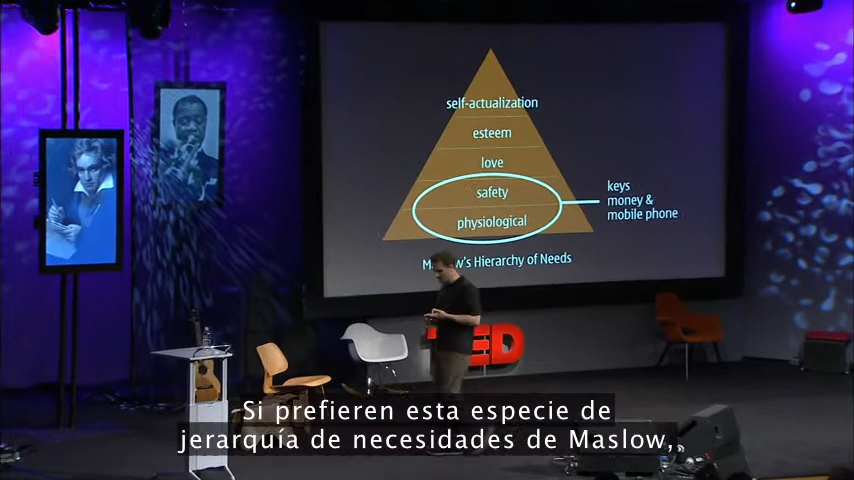 self-actualization
esteem
love
safety
physiological
keys
money &
mobile phone
Hierarchy of Needs
TED
Si prefieren esta especie de
jerarquía de necesidades de Maslow,